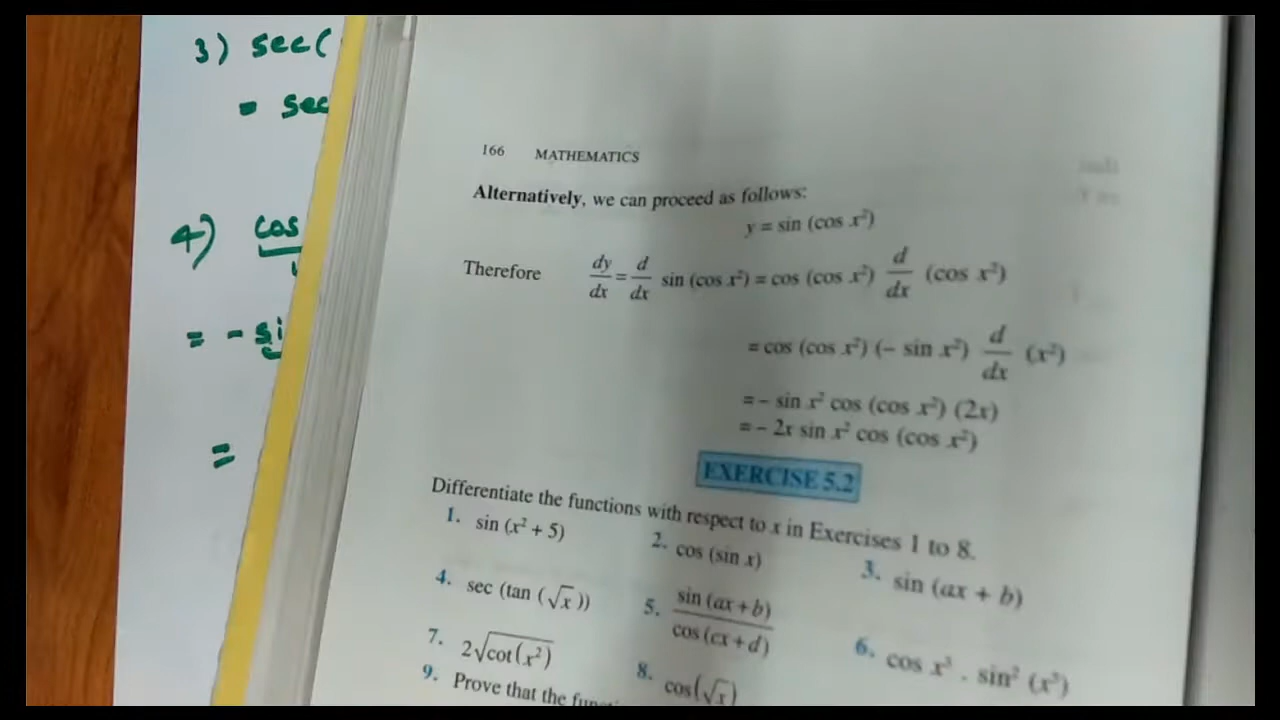 3) sec(
= sec
4) cos
= - si
=
166 MATHEMATICS
Alternatively, we can proceed as follows:
y = sin (cos x²)
Therefore dy/dx = d/dx sin (cos x²) = cos (cos x²) d/dx (cos x²)
= cos (cos x²) (– sin x²) d/dx (x²)
= – sin x² cos (cos x²) (2x)
= – 2x sin x² cos (cos x²)
EXERCISE 5.2
Differentiate the functions with respect to x in Exercises 1 to 8.
1. sin (x² + 5) 2. cos (sin x) 3. sin (ax + b)
4. sec (tan (√x)) 5. sin (ax + b)/cos (cx + d) 6. cos x³ . sin² (x⁵)
7. 2√cot(x²) 8. cos(√x)
9. Prove that the